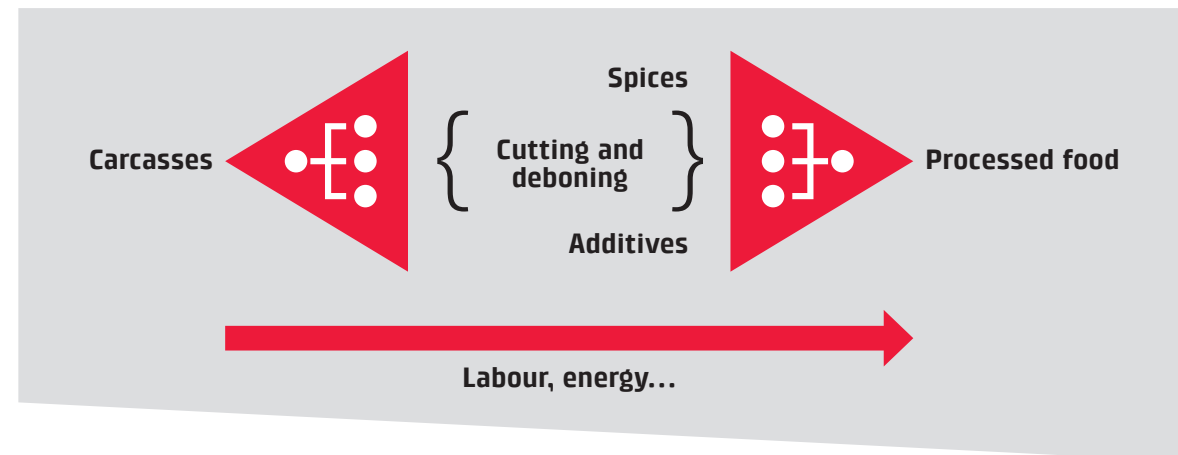 Spices
Carcasses
Cutting and
deboning
Processed food
Additives
Labour, energy...